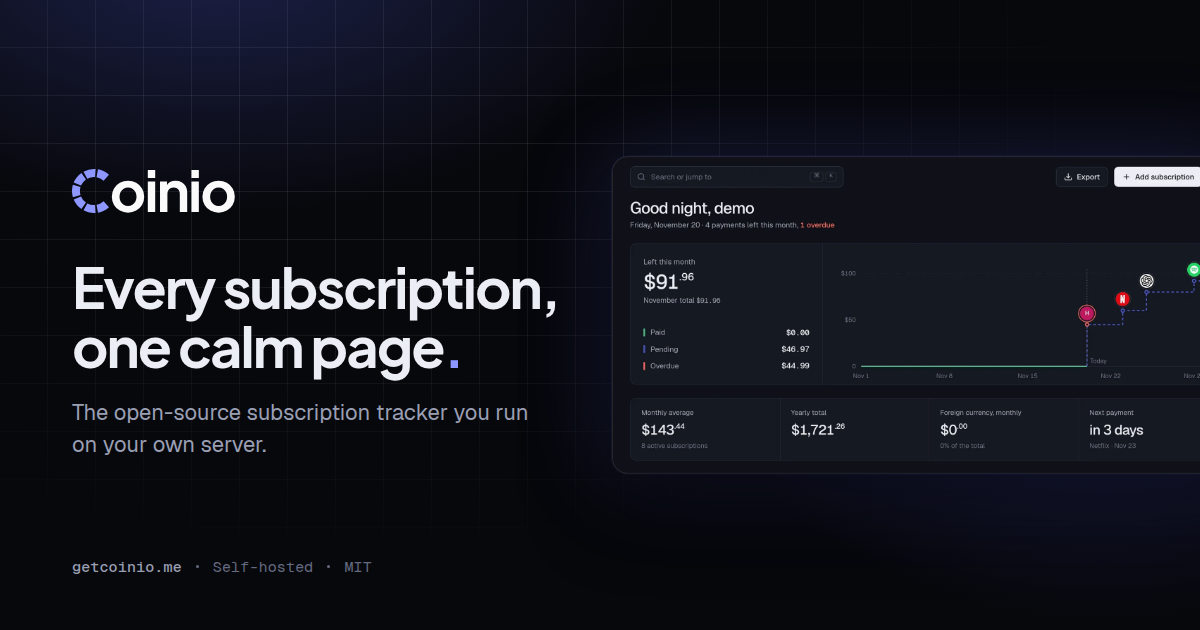 Coinio
Every subscription,
one calm page.
The open-source subscription tracker you run
on your own server.
getcoinio.me • Self-hosted • MIT
Search or jump to ⌘ K
Export
+ Add subscription
Good night, demo
Friday, November 20 · 4 payments left this month, 1 overdue
Left this month
$91.96
November total $91.96
Paid $0.00
Pending $46.97
Overdue $44.99
$100
$50
0
H
N
Today
Nov 1 Nov 8 Nov 15 Nov 22
Monthly average
$143.44
8 active subscriptions
Yearly total
$1,721.26
Foreign currency, monthly
$0.00
0% of the total
Next payment
in 3 days
Netflix · Nov 23